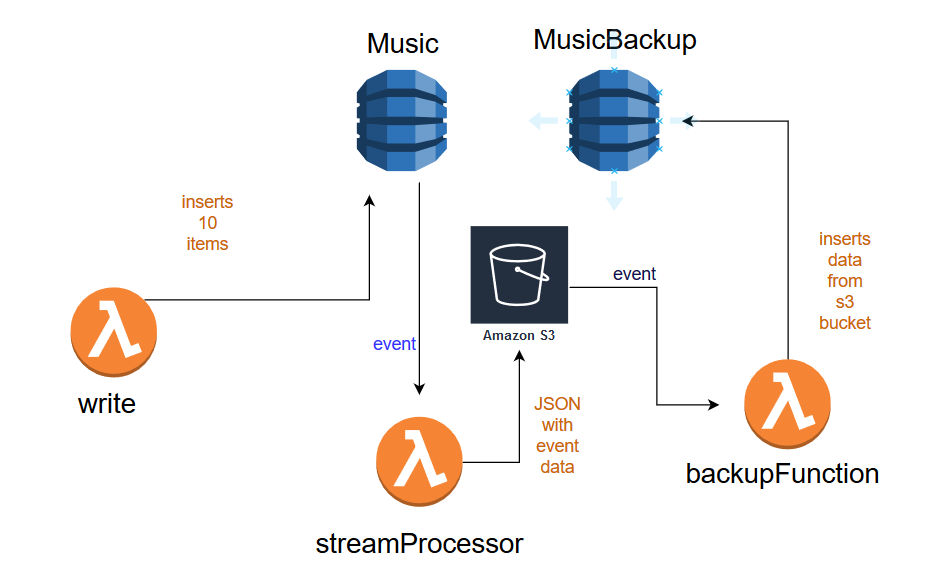 Music
MusicBackup
inserts
10
items
write
event
streamProcessor
JSON
with
event
data
Amazon S3
event
inserts
data
from
s3
bucket
backupFunction